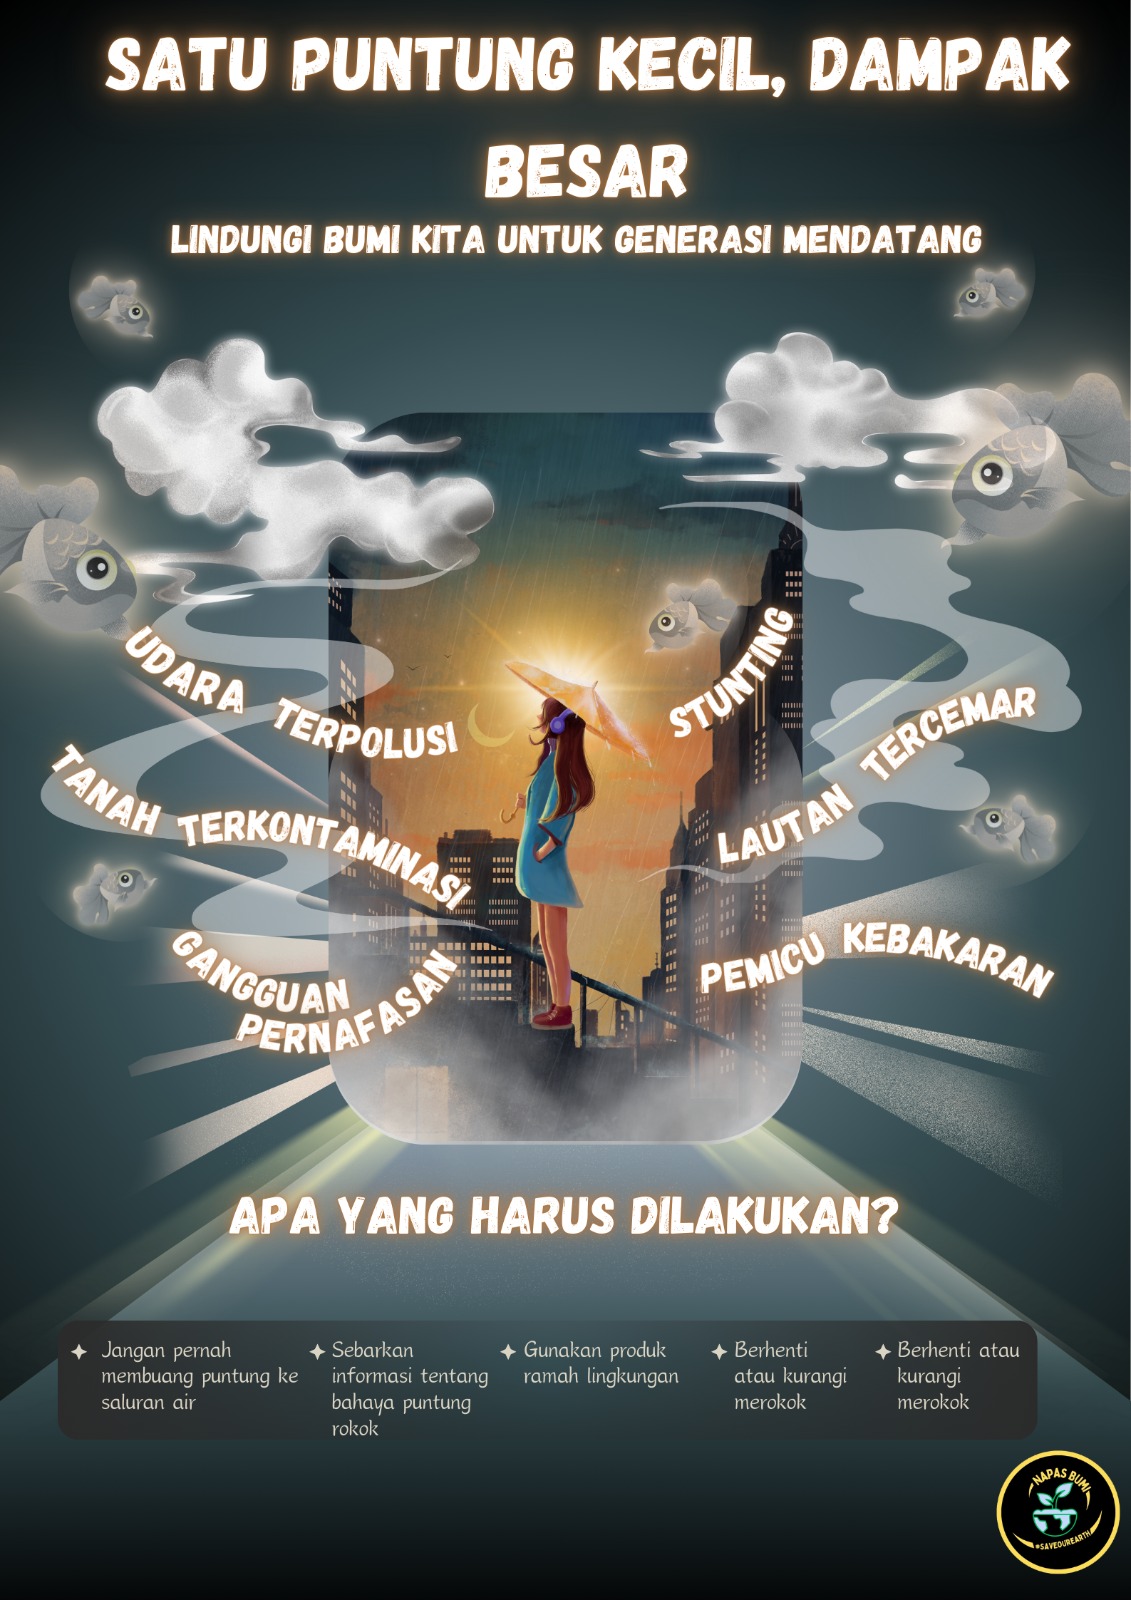 SATU PUNTUNG KECIL, DAMPAK
BESAR
LINDUNGI BUMI KITA UNTUK GENERASI MENDATANG
UDARA TERPOLUSI
TANAH TERKONTAMINASI
GANGGUAN
PERNAFASAN
STUNTING
LAUTAN TERCEMAR
PEMICU KEBAKARAN
APA YANG HARUS DILAKUKAN?
Jangan pernah
membuang puntung ke
saluran air
Sebarkan
informasi tentang
bahaya puntung
rokok
Gunakan produk
ramah lingkungan
Berhenti
atau kurangi
merokok
Berhenti atau
kurangi
merokok
NAPAS BUMI
#SAVEOUREARTH